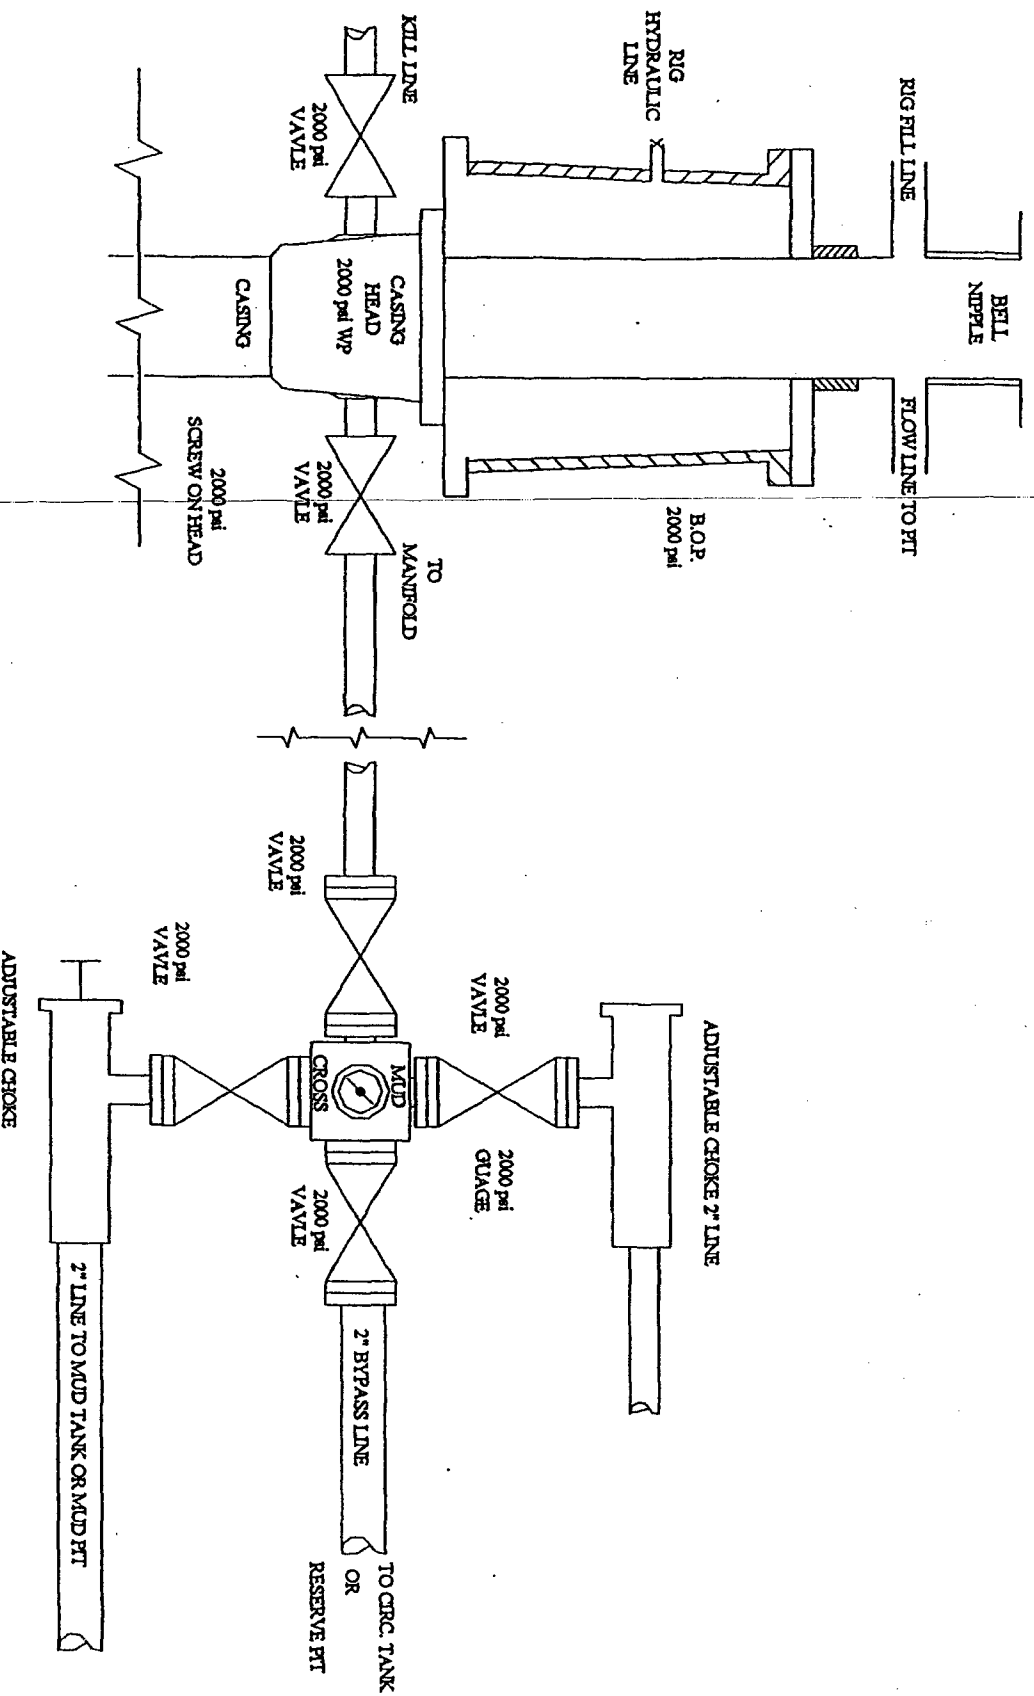 BELL
NIPPLE
RIG FILL LINE
FLOW LINE TO PIT
RIG
HYDRAULIC
LINE
B.O.P.
2000 psi
KILL LINE
2000 psi
VAVLE
CASING
HEAD
2000 psi WP
TO
MANIFOLD
2000 psi
VAVLE
CASING
2000 psi
SCREW ON HEAD
ADJUSTABLE CHOKE 2" LINE
2000 psi
VAVLE
2000 psi
GUAGE
2000 psi
VAVLE
MUD
CROSS
2000 psi
VAVLE
2" BYPASS LINE
TO CIRC. TANK
OR
RESERVE PIT
2000 psi
VAVLE
2" LINE TO MUD TANK OR MUD PIT
ADJUSTABLE CHOKE